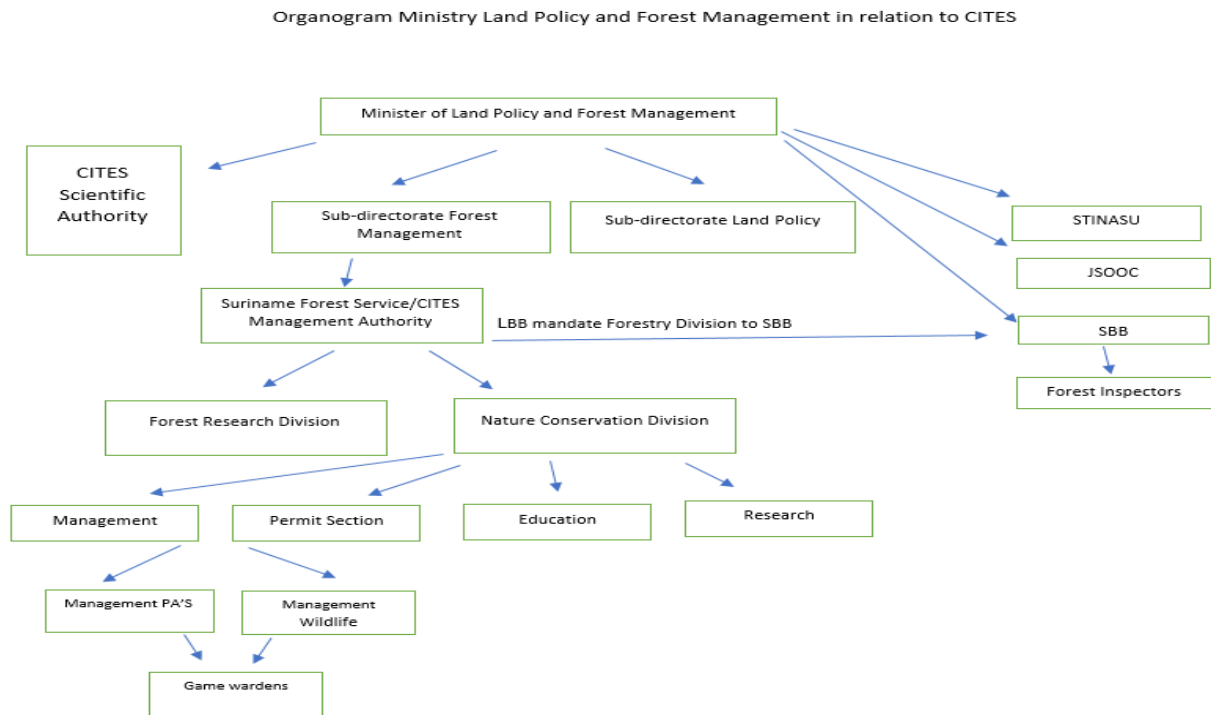 Organogram Ministry Land Policy and Forest Management in relation to CITES
Minister of Land Policy and Forest Management
CITES
Scientific
Authority
Sub-directorate Forest
Management
Sub-directorate Land Policy
STINASU
JSOOC
Suriname Forest Service/CITES
Management Authority
LBB mandate Forestry Division to SBB
SBB
Forest Inspectors
Forest Research Division
Nature Conservation Division
Management
Permit Section
Education
Research
Management PA'S
Management
Wildlife
Game wardens